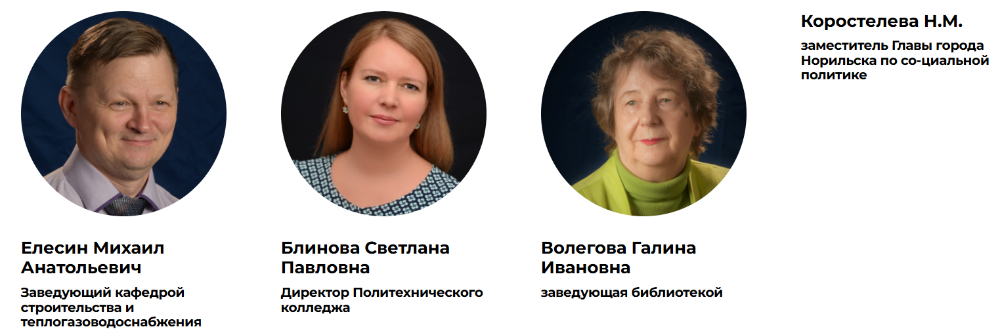 Елесин Михаил
Анатольевич
Заведующий кафедрой
строительства и
теплогазоводоснабжения
Блинова Светлана
Павловна
Директор Политехнического
колледжа
Волегова Галина
Ивановна
заведующая библиотекой
Коростелева Н.М.
заместитель Главы города
Норильска по со-циальной
политике